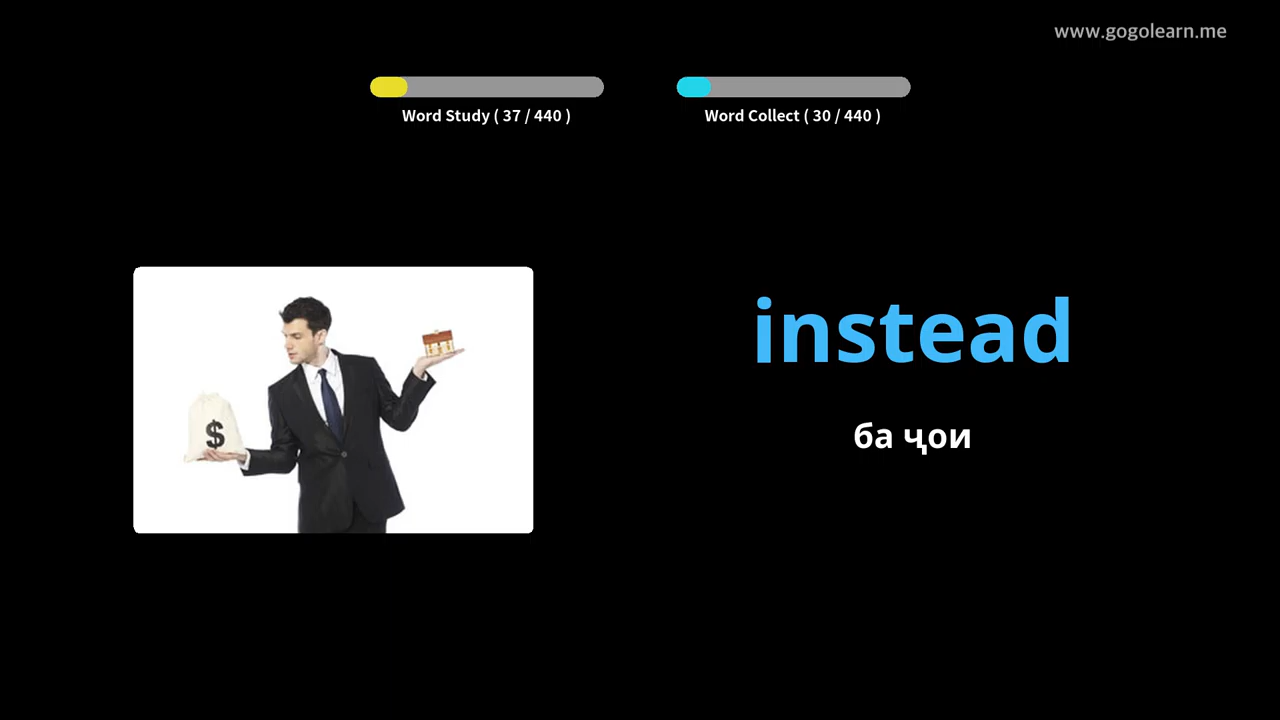 www.gogolearn.me
Word Study ( 37 / 440 )
Word Collect ( 30 / 440 )
instead
$
ба ҷои